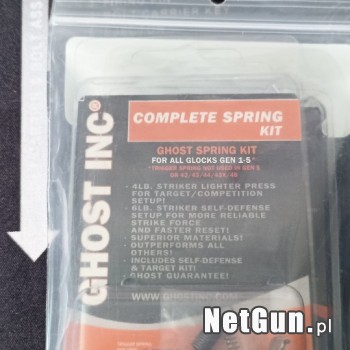 GHOST INC®
COMPLETE SPRING
KIT
GHOST SPRING KIT
FOR ALL GLOCKS GEN 1-5*
*TRIGGER SPRING NOT USED IN GEN 5
OR 42/43/44/43X/48
· 4LB. STRIKER LIGHTER PRESS
FOR TARGET/COMPETITION
SETUP!
· 6LB. STRIKER SELF-DEFENSE
SETUP FOR MORE RELIABLE
STRIKE FORCE
AND FASTER RESET!
· SUPERIOR MATERIALS!
· OUTPERFORMS ALL
OTHERS!
· INCLUDES SELF-DEFENSE
& TARGET KIT!
· GHOST GUARANTEE!
TRIGGER SPRING
NetGun.pl